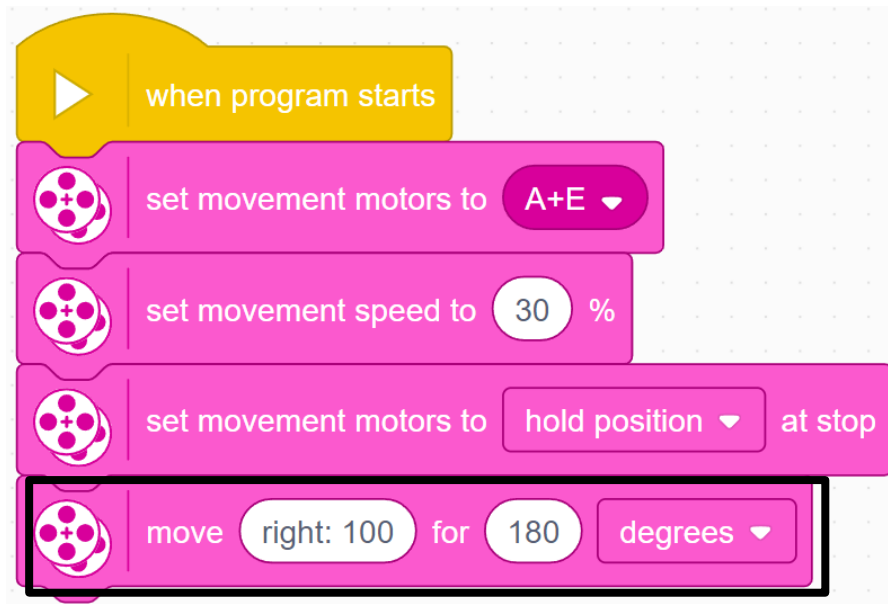 when program starts
set movement motors to A+E
set movement speed to 30 %
set movement motors to hold position at stop
move right: 100 for 180 degrees